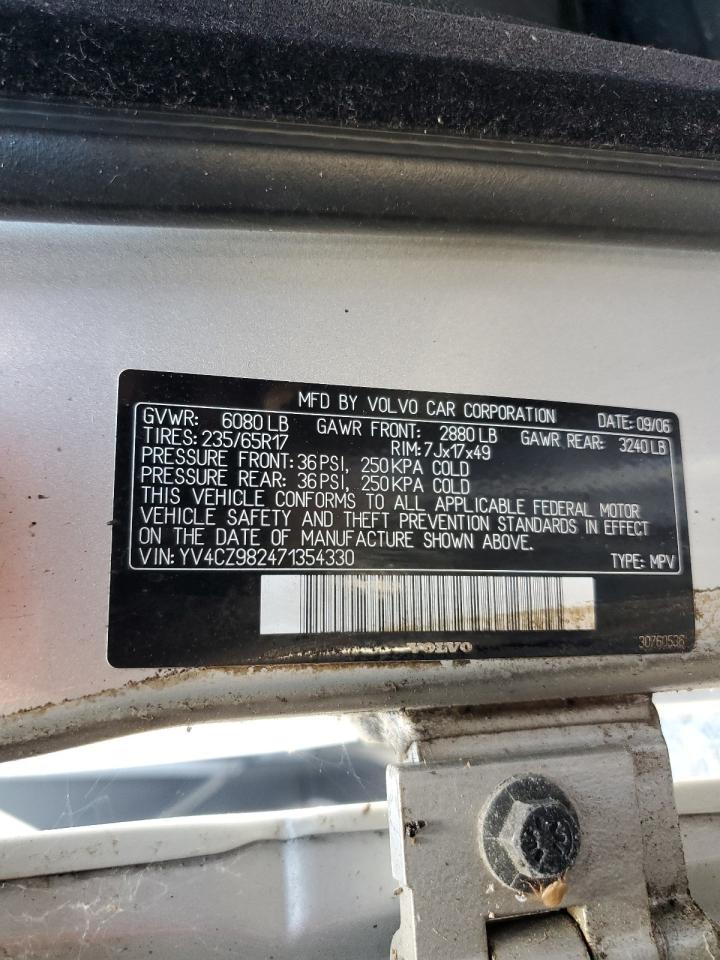 MFD BY VOLVO CAR CORPORATION DATE: 09/06
GVWR: 6080 LB GAWR FRONT: 2880 LB GAWR REAR: 3240 LB
TIRES: 235/65R17 RIM: 7Jx17x49
PRESSURE FRONT: 36 PSI, 250 KPA COLD
PRESSURE REAR: 36 PSI, 250 KPA COLD
THIS VEHICLE CONFORMS TO ALL APPLICABLE FEDERAL MOTOR
VEHICLE SAFETY AND THEFT PREVENTION STANDARDS IN EFFECT
ON THE DATE OF MANUFACTURE SHOWN ABOVE.
VIN: YV4CZ982471354330 TYPE: MPV
VOLVO
30760536